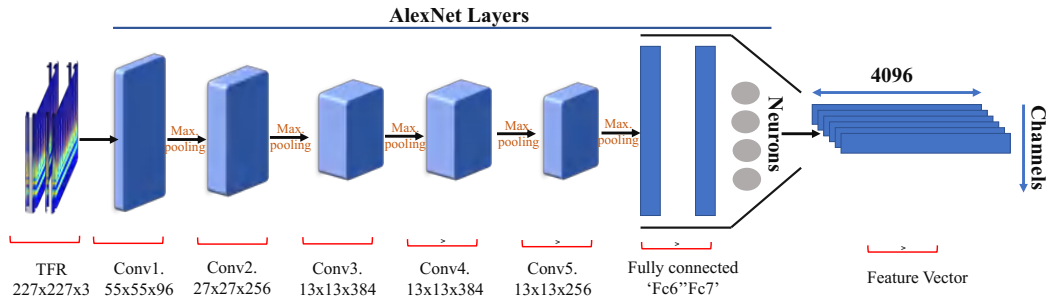 AlexNet Layers
4096
Channels
Neurons
Max.
pooling
Max.
pooling
Max.
pooling
Max.
pooling
Max.
pooling
>
>
>
>
TFR
227x227x3
Conv1.
55x55x96
Conv2.
27x27x256
Conv3.
13x13x384
Conv4.
13x13x384
Conv5.
13x13x256
Fully connected
‘Fc6’’Fc7’
Feature Vector